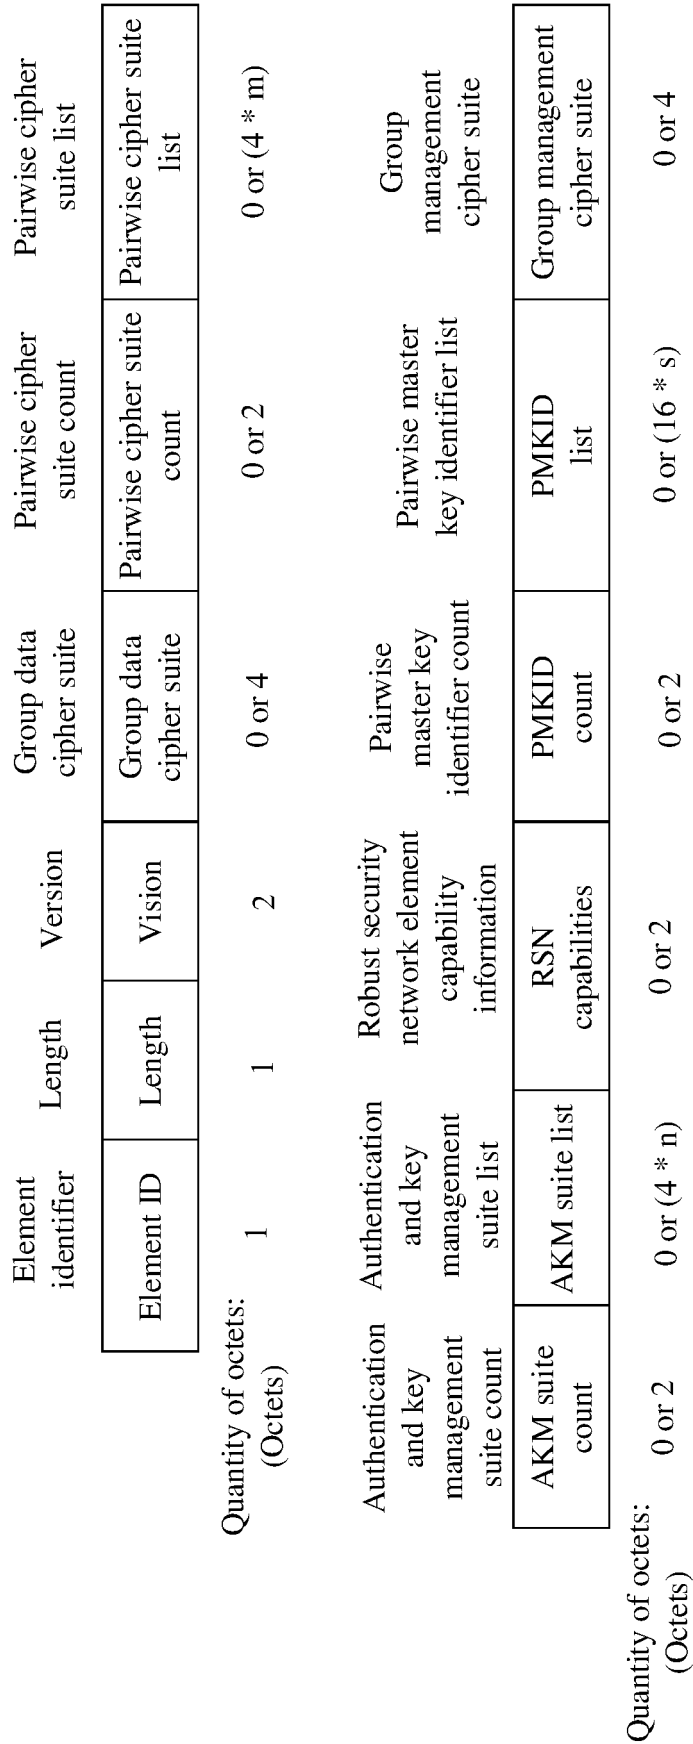 Element
identifier
Length
Version
Group data
cipher suite
Pairwise cipher
suite count
Pairwise cipher
suite list
Element ID
Length
Vision
Group data
cipher suite
Pairwise cipher suite
count
Pairwise cipher suite
list
Quantity of octets:
(Octets)
1
1
2
0 or 4
0 or 2
0 or (4 * m)
Authentication
and key
management
suite count
Authentication
and key
management
suite list
Robust security
network element
capability
information
Pairwise
master key
identifier count
Pairwise master
key identifier list
Group
management
cipher suite
AKM suite
count
AKM suite list
RSN
capabilities
PMKID
count
PMKID
list
Group management
cipher suite
Quantity of octets:
(Octets)
0 or 2
0 or (4 * n)
0 or 2
0 or 2
0 or (16 * s)
0 or 4